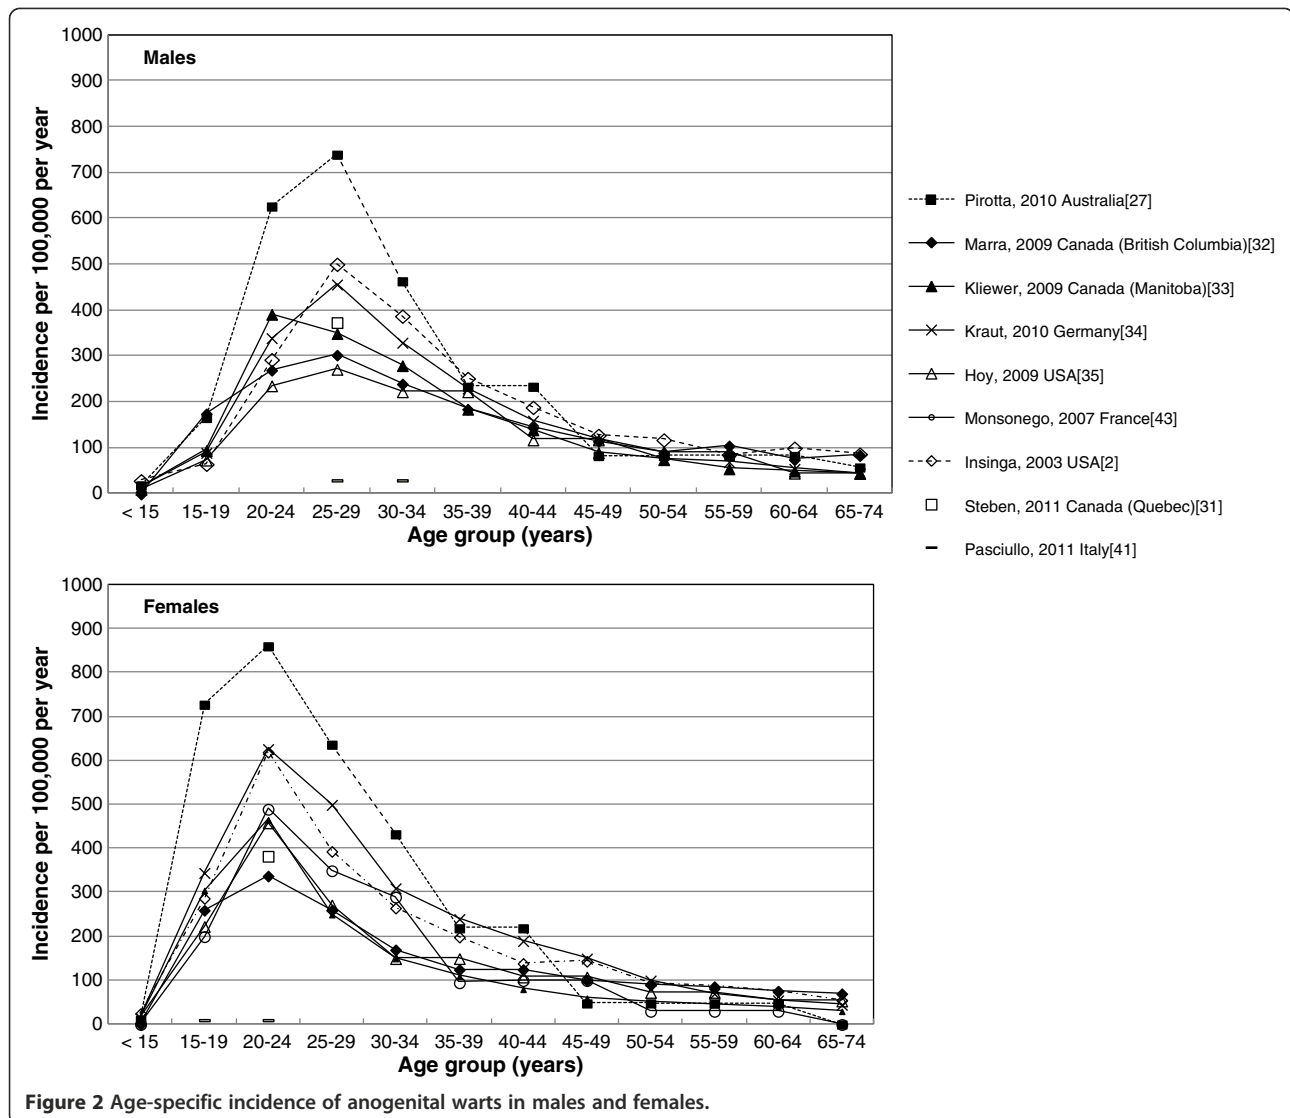 1000
900
800
700
600
500
400
300
200
100
0
Incidence per 100,000 per year
Males
< 15 15-19 20-24 25-29 30-34 35-39 40-44 45-49 50-54 55-59 60-64 65-74
Age group (years)
Pirotta, 2010 Australia[27]
Marra, 2009 Canada (British Columbia)[32]
Kliewer, 2009 Canada (Manitoba)[33]
Kraut, 2010 Germany[34]
Hoy, 2009 USA[35]
Monsonego, 2007 France[43]
Insinga, 2003 USA[2]
Steben, 2011 Canada (Quebec)[31]
Pasciullo, 2011 Italy[41]
1000
900
800
700
600
500
400
300
200
100
0
Incidence per 100,000 per year
Females
< 15 15-19 20-24 25-29 30-34 35-39 40-44 45-49 50-54 55-59 60-64 65-74
Age group (years)
Figure 2 Age-specific incidence of anogenital warts in males and females.